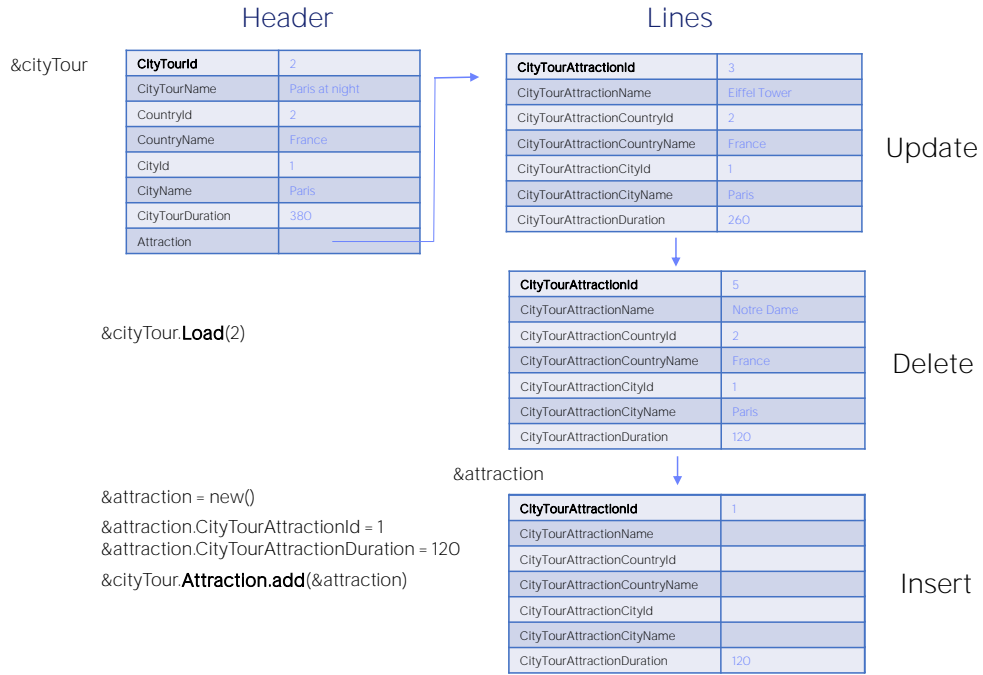 Header
Lines
&cityTour
CityTourId 2
CityTourName Paris at night
CountryId 2
CountryName France
CityId 1
CityName Paris
CityTourDuration 380
Attraction
CityTourAttractionId 3
CityTourAttractionName Eiffel Tower
CityTourAttractionCountryId 2
CityTourAttractionCountryName France
CityTourAttractionCityId 1
CityTourAttractionCityName Paris
CityTourAttractionDuration 260
Update
&cityTour.Load(2)
CityTourAttractionId 5
CityTourAttractionName Notre Dame
CityTourAttractionCountryId 2
CityTourAttractionCountryName France
CityTourAttractionCityId 1
CityTourAttractionCityName Paris
CityTourAttractionDuration 120
Delete
&attraction
&attraction = new()
&attraction.CityTourAttractionId = 1
&attraction.CityTourAttractionDuration = 120
&cityTour.Attraction.add(&attraction)
CityTourAttractionId 1
CityTourAttractionName
CityTourAttractionCountryId
CityTourAttractionCountryName
CityTourAttractionCityId
CityTourAttractionCityName
CityTourAttractionDuration 120
Insert